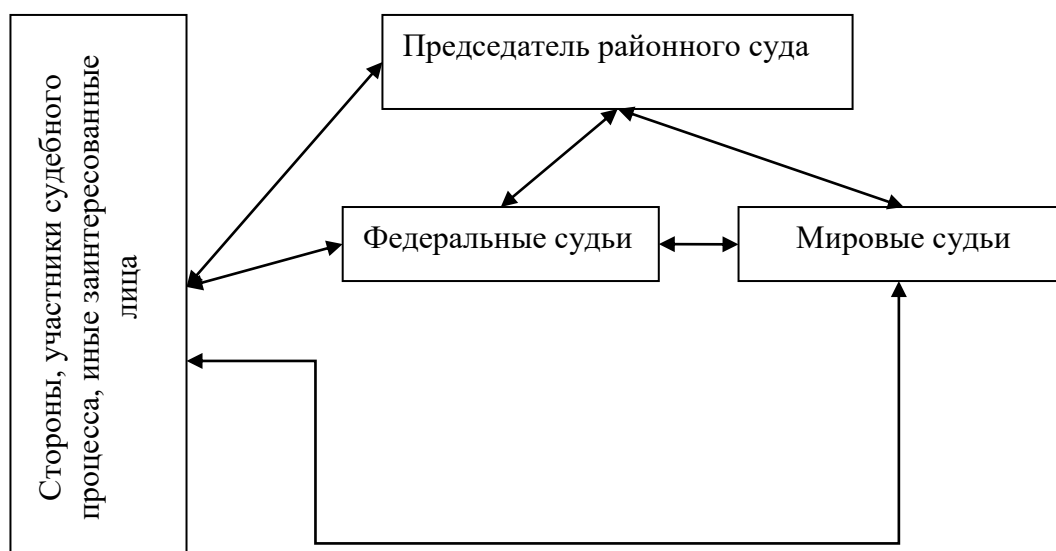 Стороны, участники судебного
процесса, иные заинтересованные
лица
Председатель районного суда
Федеральные судьи
Мировые судьи